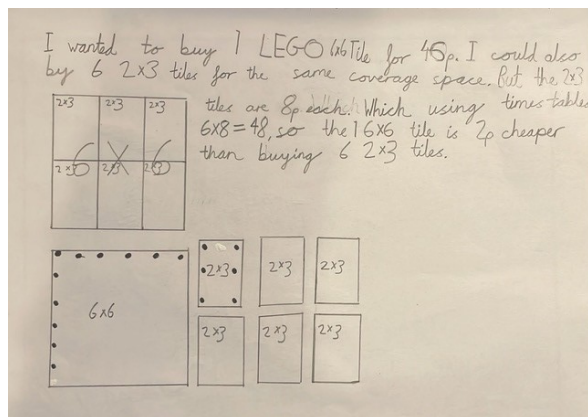 I wanted to buy 1 LEGO 6x6 Tile for 46p. I could also
by 6 2x3 tiles for the same coverage space. But the 2x3
tiles are 8p each. Which using times tables
6x8=48, so the 1 6x6 tile is 2p cheaper
than buying 6 2x3 tiles.
2x3 2x3 2x3
2x3 2x3 2x3
6x6
6x6
2x3 2x3 2x3
2x3 2x3 2x3